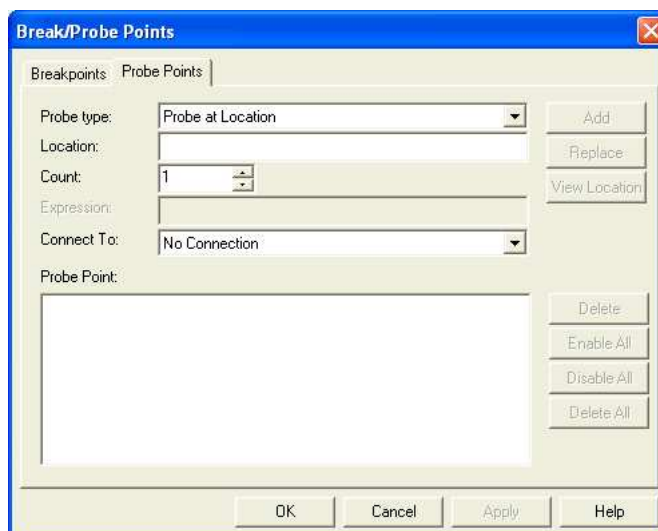 Break/Probe Points
Breakpoints Probe Points
Probe type: Probe at Location Add
Location: Replace
Count: 1 View Location
Expression:
Connect To: No Connection
Probe Point:
Delete
Enable All
Disable All
Delete All
OK Cancel Apply Help